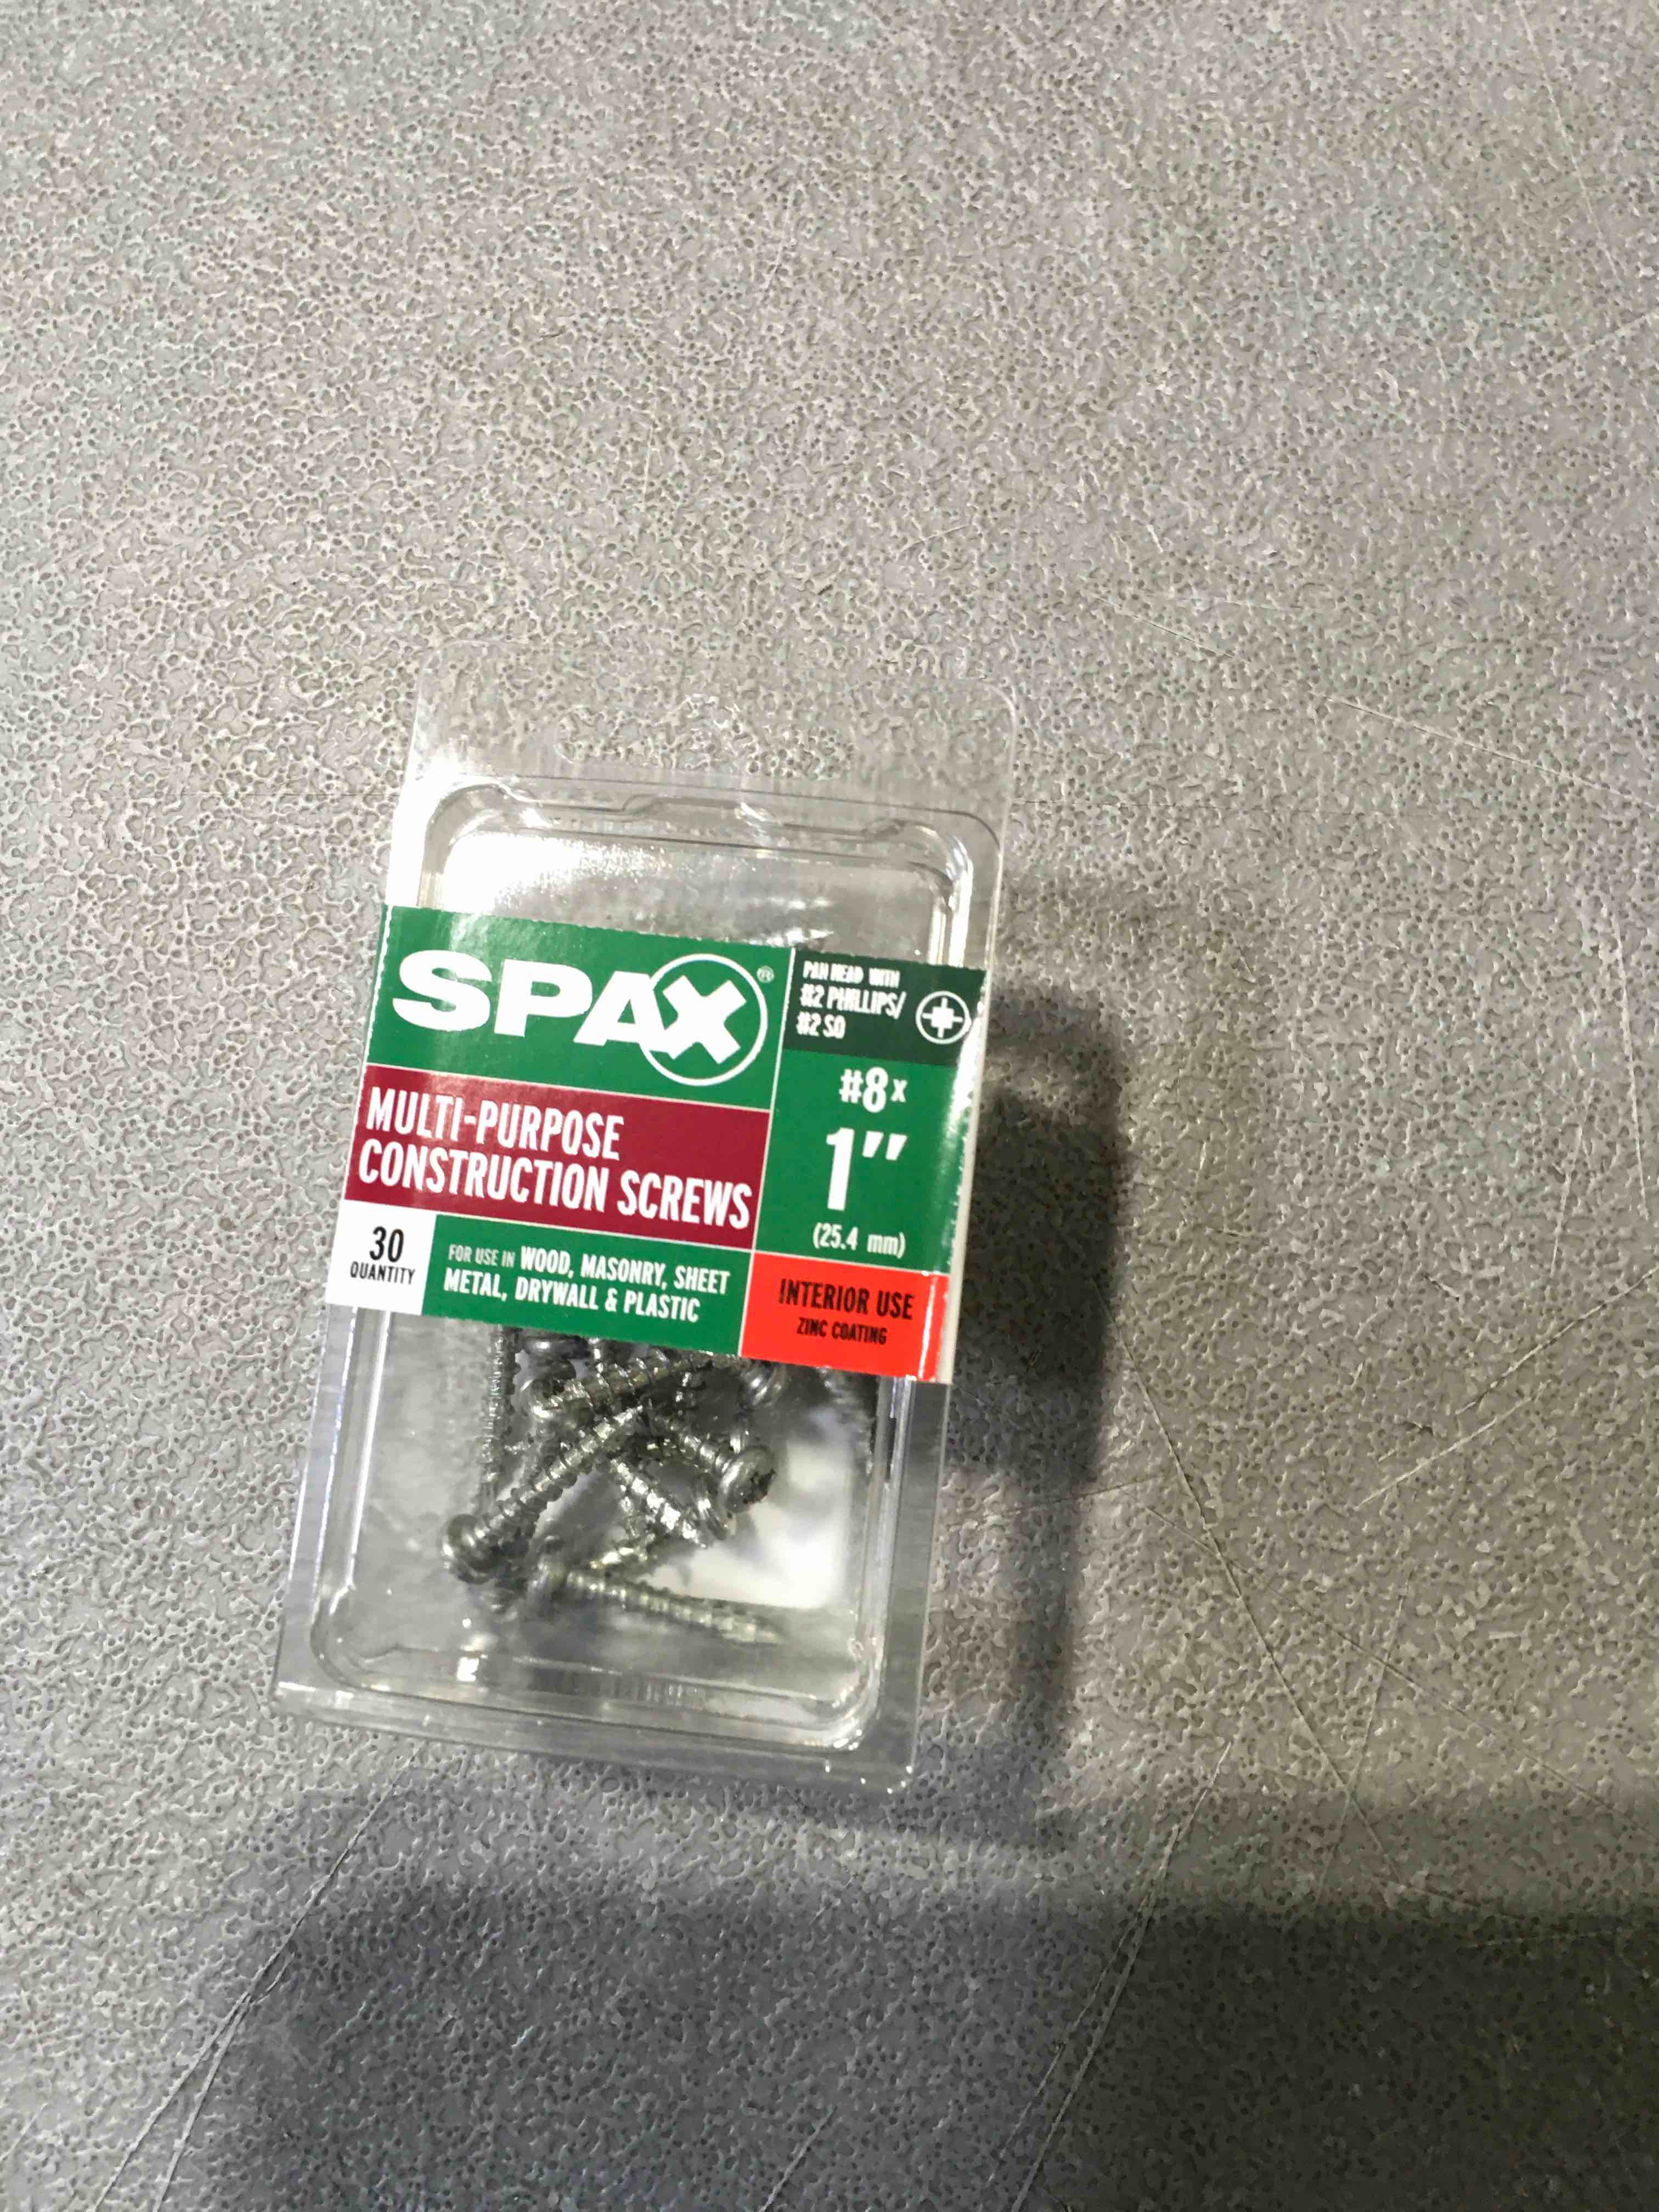 SPAX®
PAN HEAD WITH
#2 PHILLIPS/
#2 SQ
#8x
1"
(25.4 mm)
MULTI-PURPOSE
CONSTRUCTION SCREWS
30
QUANTITY
FOR USE IN WOOD, MASONRY, SHEET
METAL, DRYWALL & PLASTIC
INTERIOR USE
ZINC COATING